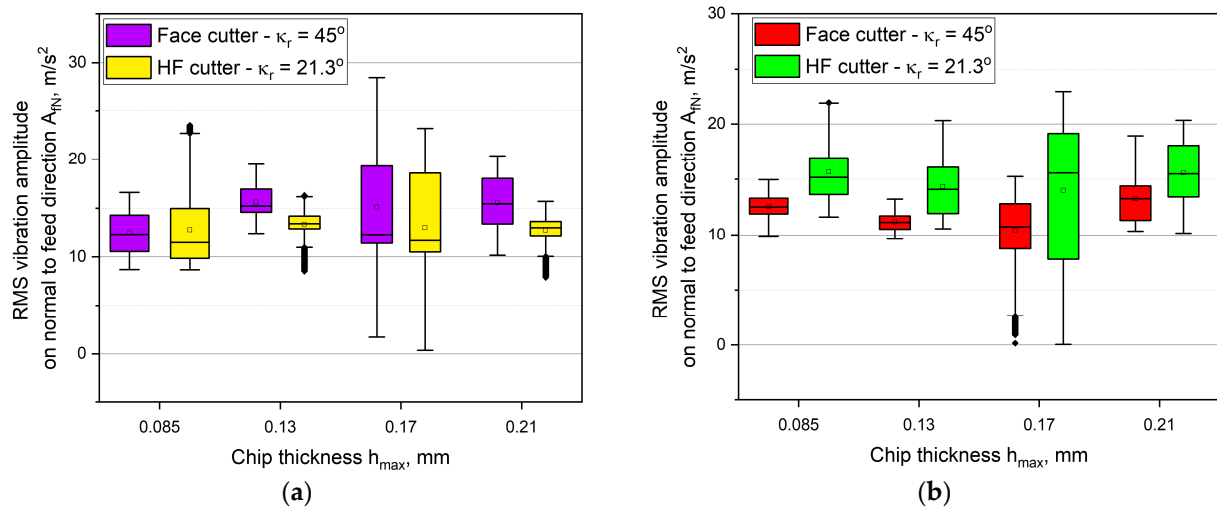 Face cutter - κr = 45°
HF cutter - κr = 21.3°
30
20
10
0
RMS vibration amplitude
on normal to feed direction AfN, m/s²
0.085
0.13
0.17
0.21
Chip thickness hmax, mm
(a)
Face cutter - κr = 45°
HF cutter - κr = 21.3°
30
20
10
0
RMS vibration amplitude
on normal to feed direction AfN, m/s²
0.085
0.13
0.17
0.21
Chip thickness hmax, mm
(b)